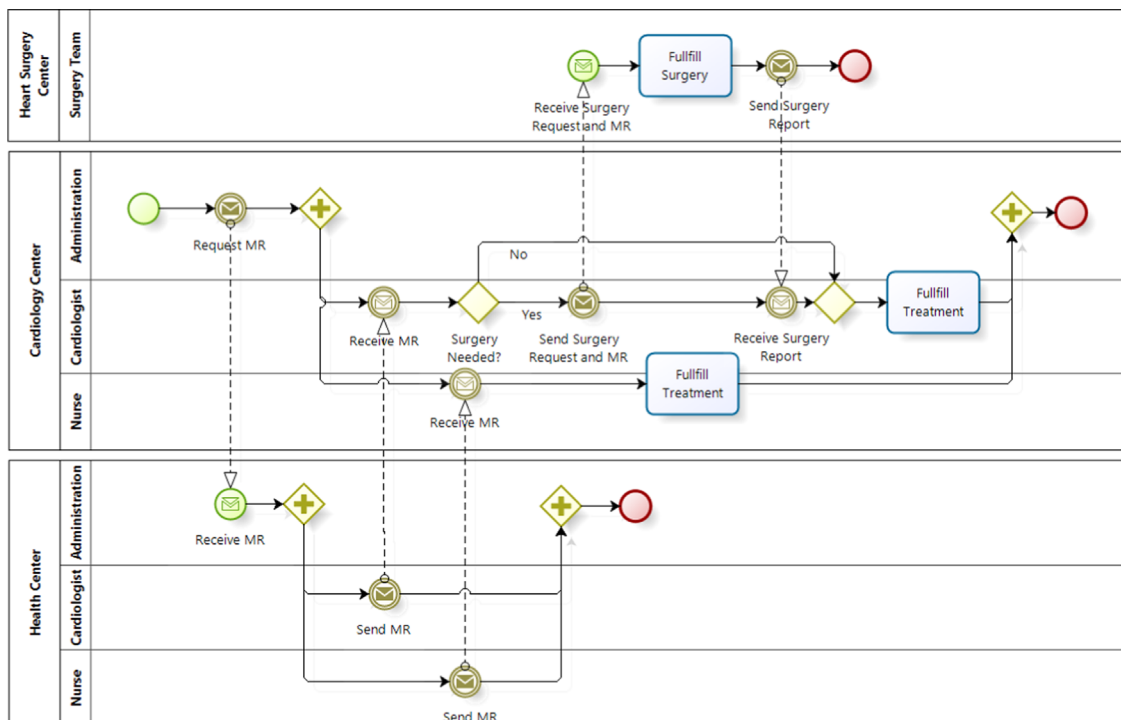 Heart Surgery
Center
Surgery Team
Receive Surgery
Request and MR
Fullfill
Surgery
Send Surgery
Report
Cardiology Center
Administration
Request MR
No
Cardiologist
Receive MR
Surgery
Needed?
Yes
Send Surgery
Request and MR
Receive Surgery
Report
Fullfill
Treatment
Nurse
Receive MR
Fullfill
Treatment
Health Center
Administration
Receive MR
Cardiologist
Send MR
Nurse
Send MR